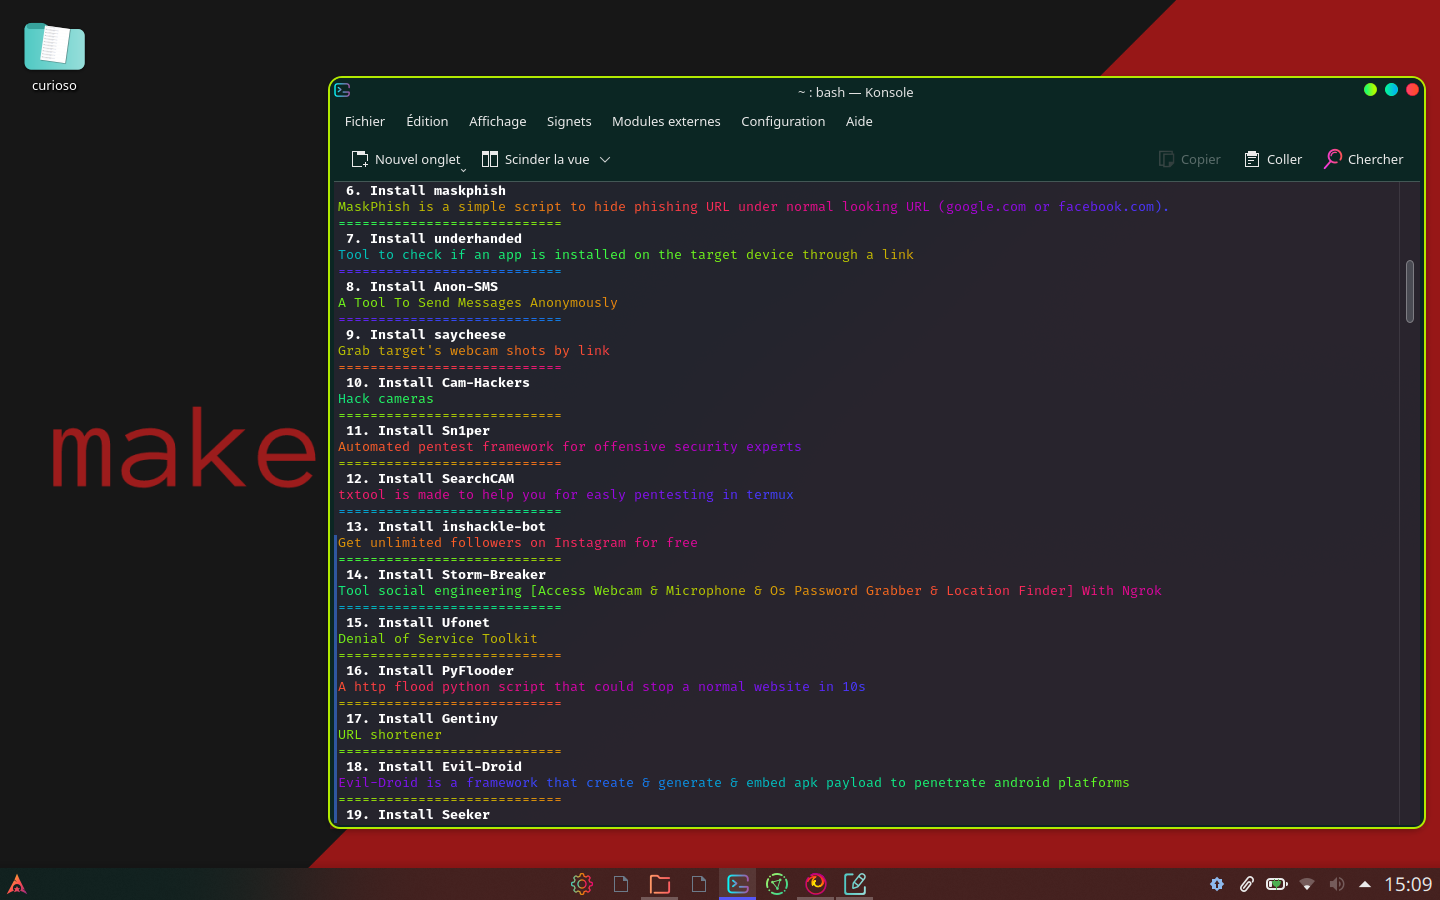 curioso
make
~ : bash — Konsole
Fichier Édition Affichage Signets Modules externes Configuration Aide
Nouvel onglet Scinder la vue Copier Coller Chercher
6. Install maskphish
MaskPhish is a simple script to hide phishing URL under normal looking URL (google.com or facebook.com).
============================
7. Install underhanded
Tool to check if an app is installed on the target device through a link
============================
8. Install Anon-SMS
A Tool To Send Messages Anonymously
============================
9. Install saycheese
Grab target's webcam shots by link
============================
10. Install Cam-Hackers
Hack cameras
============================
11. Install Sn1per
Automated pentest framework for offensive security experts
============================
12. Install SearchCAM
txtool is made to help you for easly pentesting in termux
============================
13. Install inshackle-bot
Get unlimited followers on Instagram for free
============================
14. Install Storm-Breaker
Tool social engineering [Access Webcam & Microphone & Os Password Grabber & Location Finder] With Ngrok
============================
15. Install Ufonet
Denial of Service Toolkit
============================
16. Install PyFlooder
A http flood python script that could stop a normal website in 10s
============================
17. Install Gentiny
URL shortener
============================
18. Install Evil-Droid
Evil-Droid is a framework that create & generate & embed apk payload to penetrate android platforms
============================
19. Install Seeker
15:09